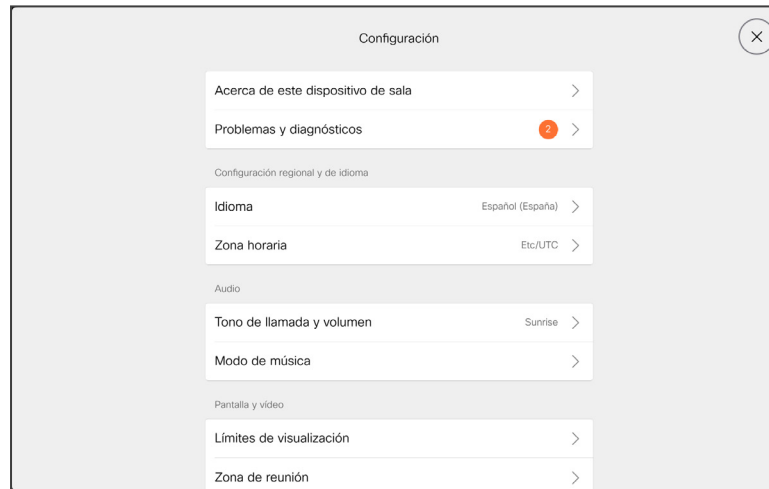 Configuración
Acerca de este dispositivo de sala
Problemas y diagnósticos 2
Configuración regional y de idioma
Idioma Español (España)
Zona horaria Etc/UTC
Audio
Tono de llamada y volumen Sunrise
Modo de música
Pantalla y vídeo
Límites de visualización
Zona de reunión